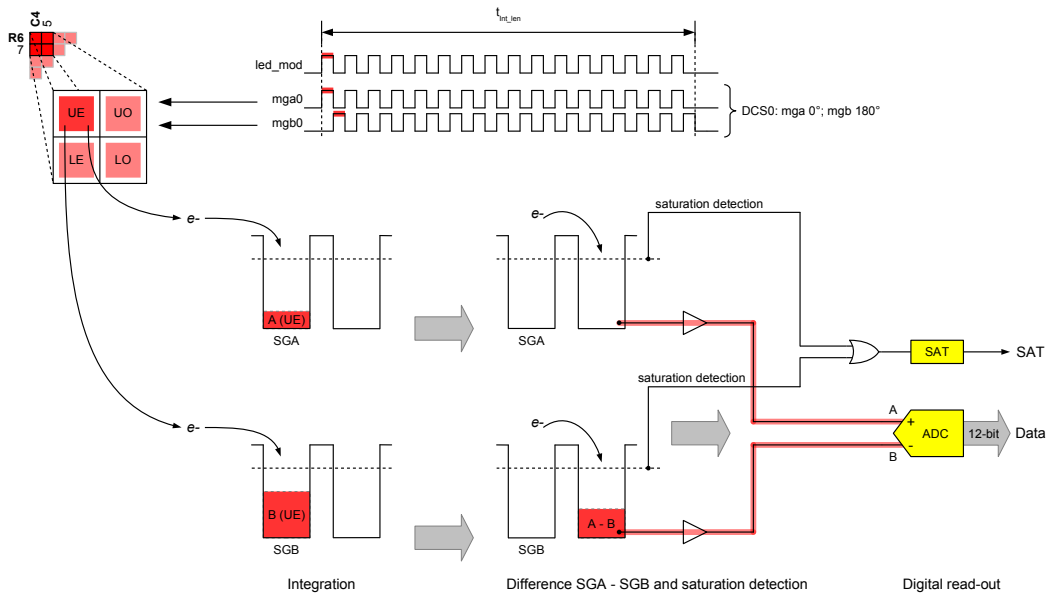 C4
5
R6
7
t int_len
led_mod
mga0
mgb0
DCS0: mga 0°; mgb 180°
UE
UO
LE
LO
e-
e-
saturation detection
A (UE)
SGA
SGA
SAT
SAT
saturation detection
A
+
ADC
12-bit
Data
-
B
e-
e-
B (UE)
A - B
SGB
SGB
Integration
Difference SGA - SGB and saturation detection
Digital read-out